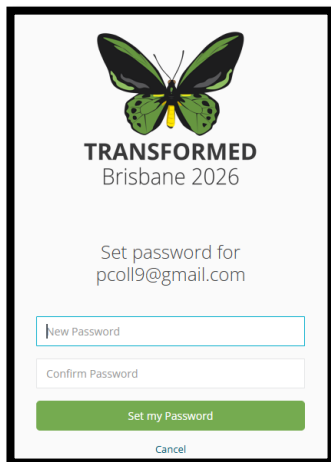 TRANSFORMED
Brisbane 2026
Set password for
pcoll9@gmail.com
New Password
Confirm Password
Set my Password
Cancel